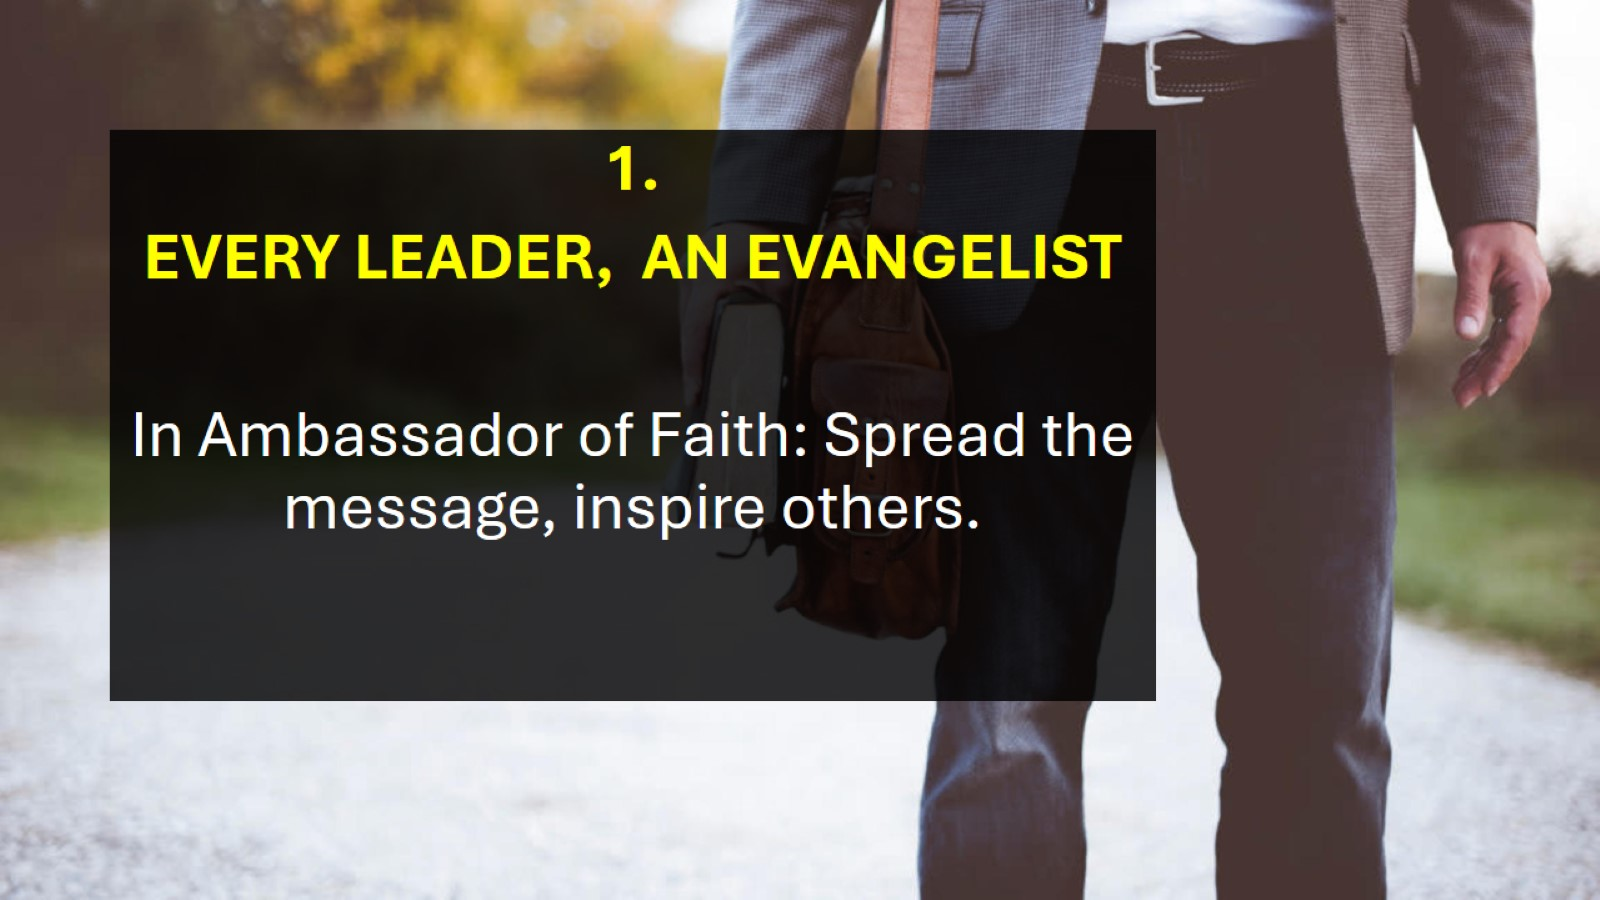 1.
EVERY LEADER,  AN EVANGELIST
In Ambassador of Faith: Spread the
message, inspire others.